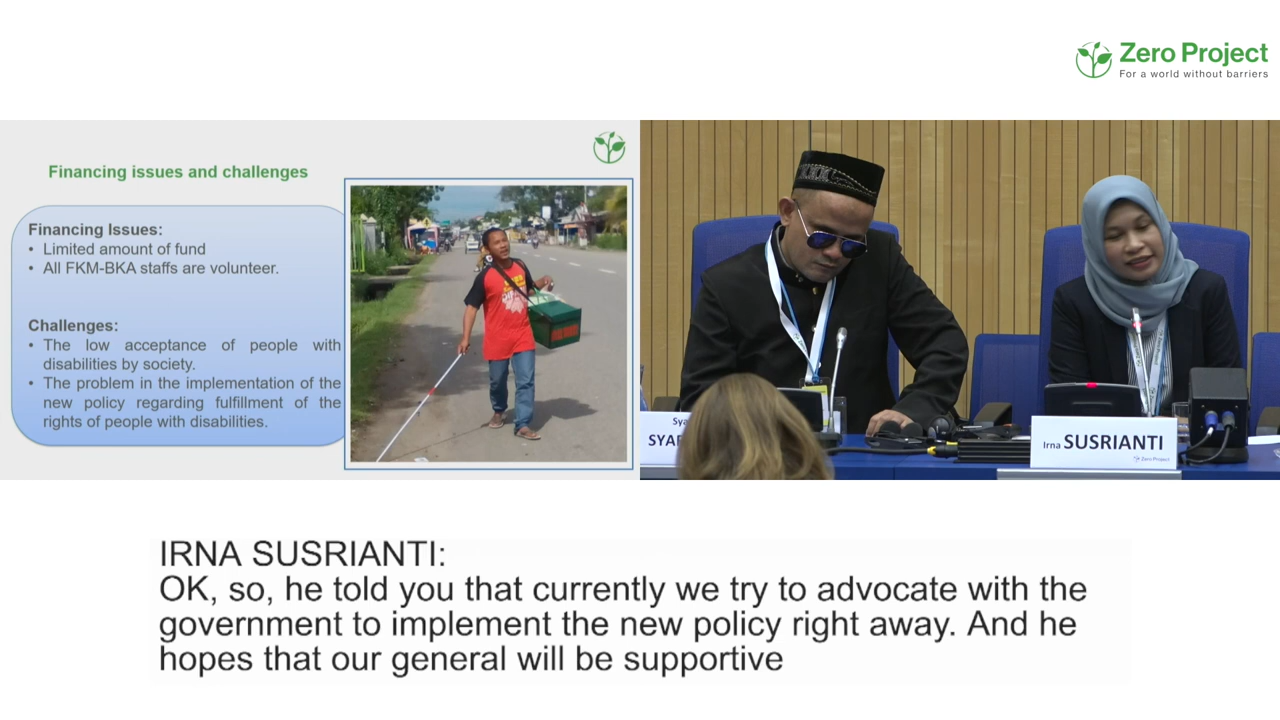 Zero Project
For a world without barriers
Financing issues and challenges
Financing Issues:
• Limited amount of fund
• All FKM-BKA staffs are volunteer.
Challenges:
• The low acceptance of people with
disabilities by society.
• The problem in the implementation of the
new policy regarding fulfillment of the
rights of people with disabilities.
Irna SUSRIANTI
Zero Project
IRNA SUSRIANTI:
OK, so, he told you that currently we try to advocate with the
government to implement the new policy right away. And he
hopes that our general will be supportive